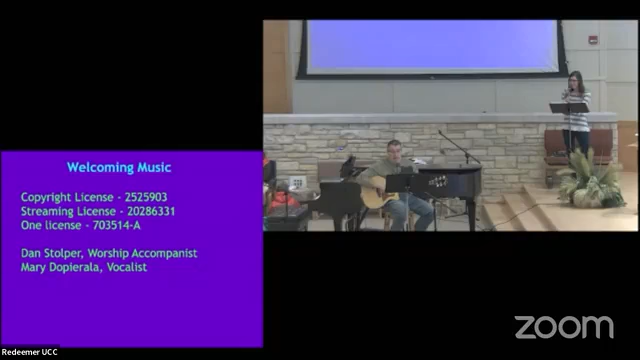 Welcoming Music
Copyright License - 2525903
Streaming License - 20286331
One license - 703514-A
Dan Stolper, Worship Accompanist
Mary Dopierala, Vocalist
zoom
Redeemer UCC